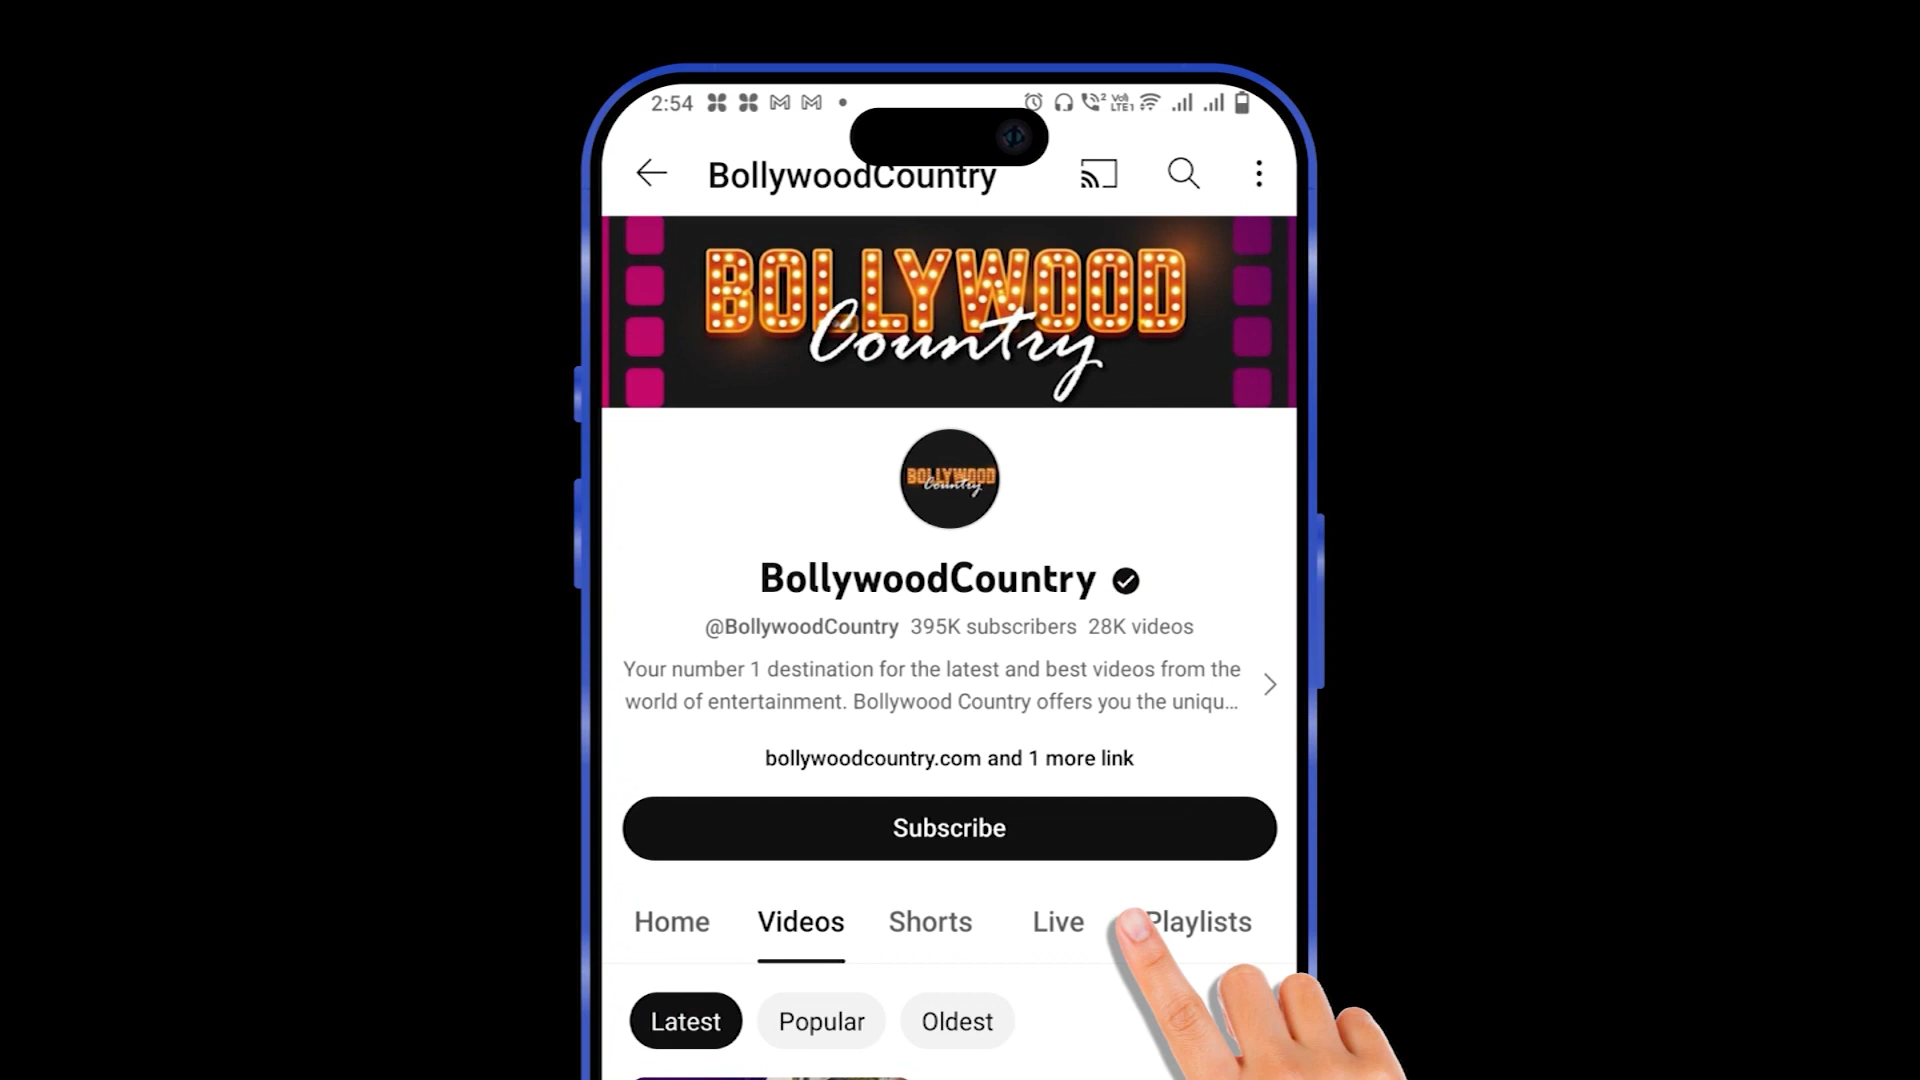 2:54
BollywoodCountry
BOLLYWOOD
Country
BOLLYWOOD
Country
BollywoodCountry
@BollywoodCountry 395K subscribers 28K videos
Your number 1 destination for the latest and best videos from the
world of entertainment. Bollywood Country offers you the uniqu...
bollywoodcountry.com and 1 more link
Subscribe
Home Videos Shorts Live Playlists
Latest Popular Oldest